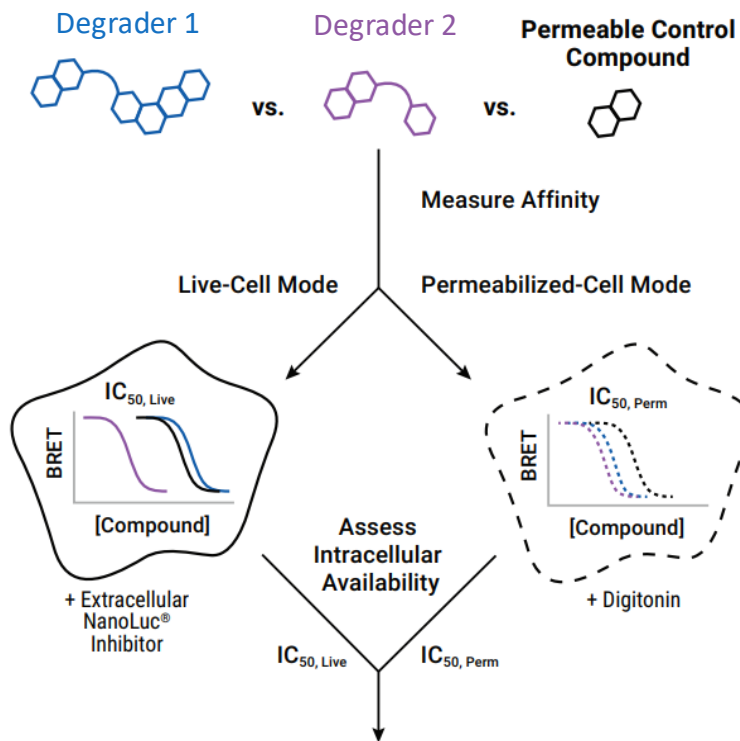 Degrader 1
vs.
Degrader 2
vs.
Permeable Control
Compound
Measure Affinity
Live-Cell Mode
Permeabilized-Cell Mode
IC50, Live
BRET
[Compound]
+ Extracellular
NanoLuc®
Inhibitor
IC50, Perm
BRET
[Compound]
+ Digitonin
Assess
Intracellular
Availability
IC50, Live
IC50, Perm